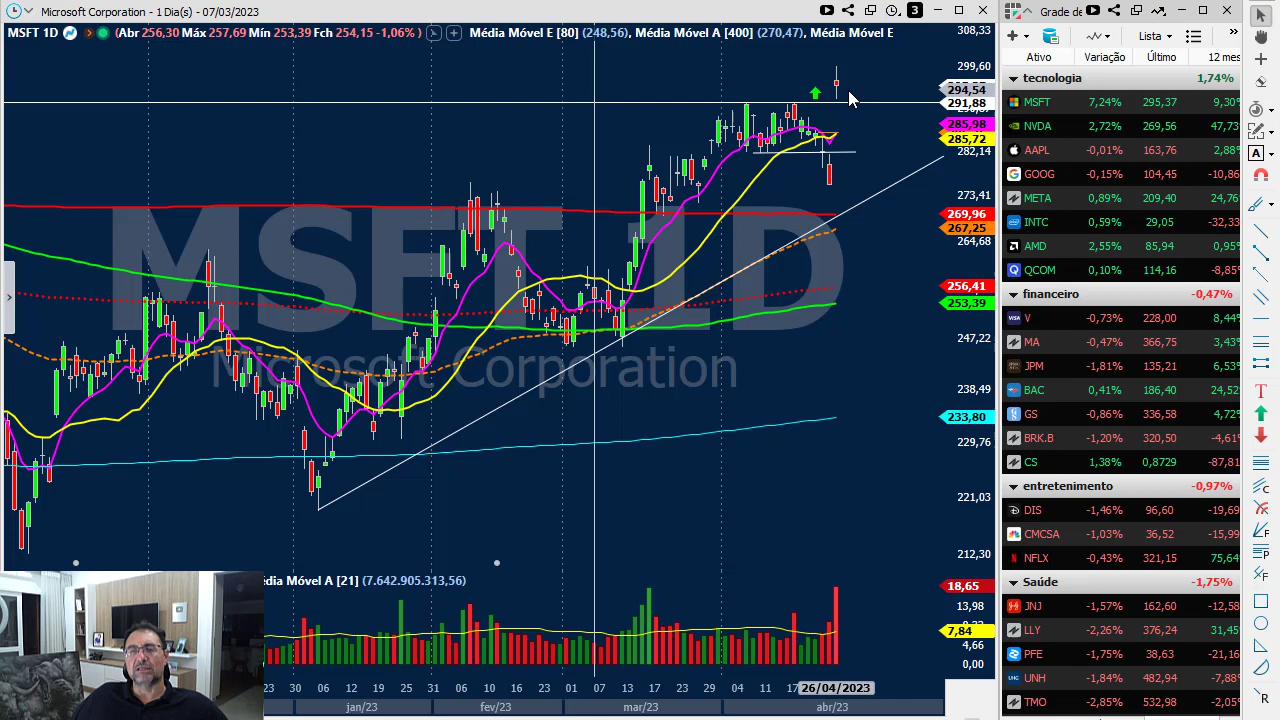 Microsoft Corporation - 1 Dia(s) - 07/03/2023
3
Grade de
MSFT 1D
(Abr 256,30 Máx 257,69 Mín 253,39 Fch 254,15 -1,06% )
Média Móvel E [80] (248,56), Média Móvel A [400] (270,47), Média Móvel E
308,33
299,60
294,54
291,88
285,98
285,72
282,14
273,41
269,96
267,25
264,68
256,41
253,39
247,22
238,49
233,80
229,76
221,03
212,30
MSFT 1D
Microsoft Corporation
édia Móvel A [21] (7.642.905.313,56)
18,65
13,98
7,84
4,66
0,00
23 30 06 12 19 25 31 06 10 16 22 01 07 13 17 23 29 04 11 17 26/04/2023
jan/23 fev/23 mar/23 abr/23
Lista
Ativo Variação Último 12 mes
tecnologia 1,74%
MSFT 7,24% 295,37 9,30%
NVDA 2,72% 269,56 47,73
AAPL -0,01% 163,76 2,88%
GOOG -0,15% 104,45 -10,86
META 0,89% 209,40 24,76
INTC 0,59% 29,05 -32,33
AMD 2,55% 85,94 0,95%
QCOM 0,10% 114,16 -8,85%
financeiro -0,47%
V -0,73% 228,00 8,44%
MA -0,47% 366,75 3,43%
JPM -1,81% 135,21 6,53%
BAC 0,41% 186,40 24,52
GS -0,86% 336,58 4,72%
BRK.B -1,20% 320,50 -4,61%
CS 1,38% 0,8729 -87,81
entretenimento -0,97%
DIS -1,46% 96,60 -19,69
CMCSA -1,03% 36,52 -15,99
NFLX -0,43% 321,15 75,64
Saúde -1,75%
JNJ -1,57% 162,60 -12,58
LLY -2,26% 376,24 31,45
PFE -1,75% 38,63 -21,16
UNH -1,84% 482,94 -7,88%
TMO -2,85% 532,98 -2,05